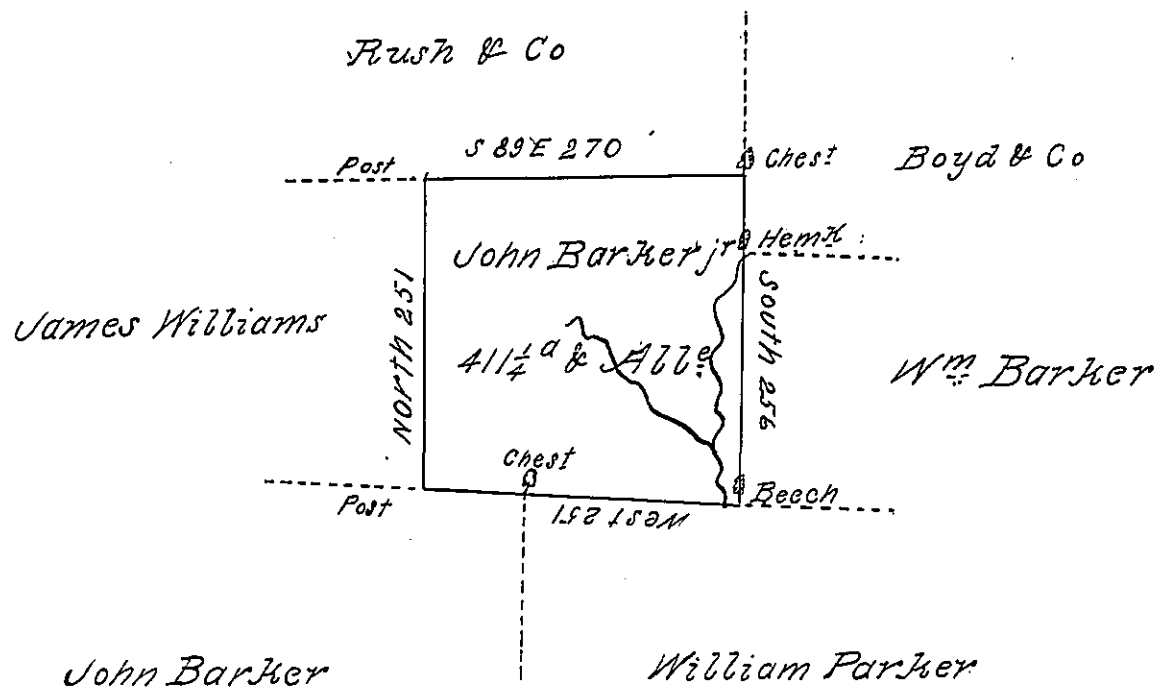 Rush & Co
S 89 E 270
Post
Chest
Boyd & Co
John Barker jr
Hemk
James Williams
North 251
411¼ a & Alle
South 256
Wm Barker
Chest
Beech
Post
West 251
John Barker
William Parker